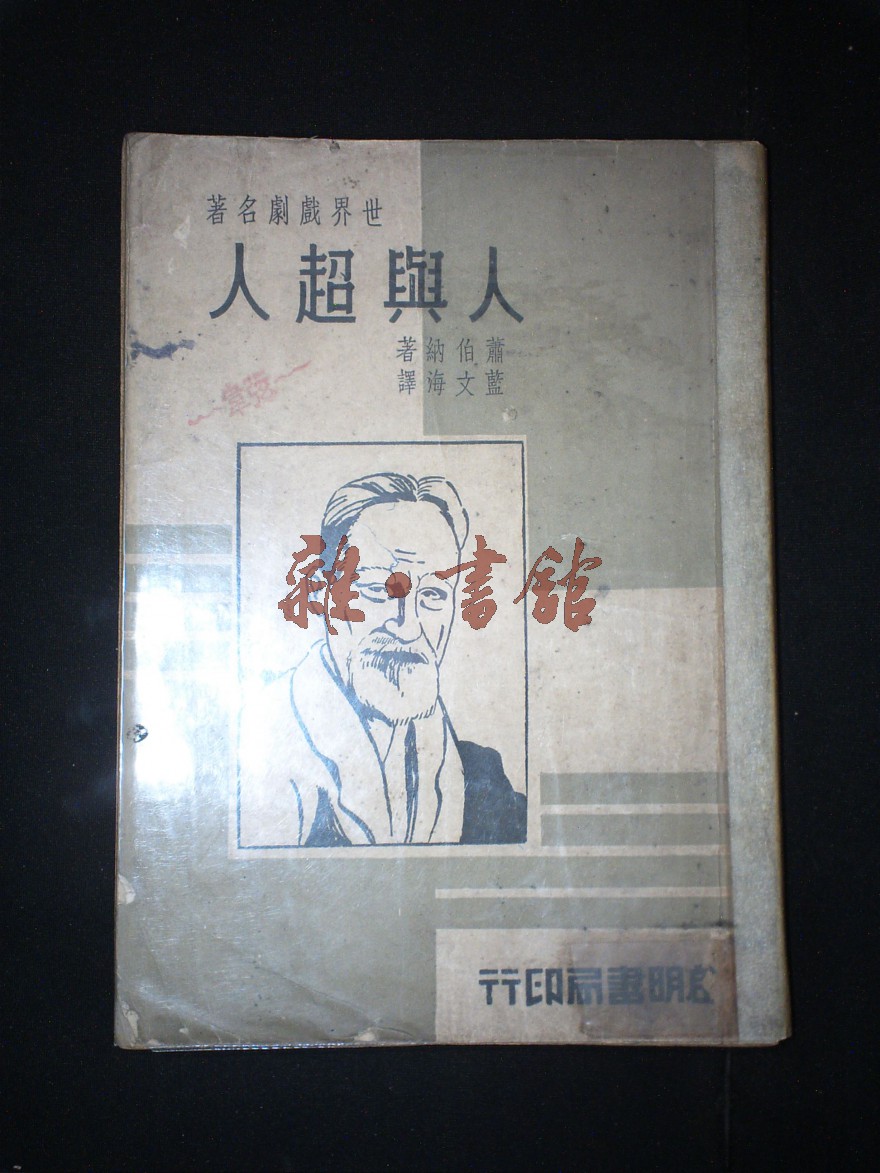 世界戲劇名著
人與超人
蕭伯納著
藍文海譯
雜·書館
啟明書局印行